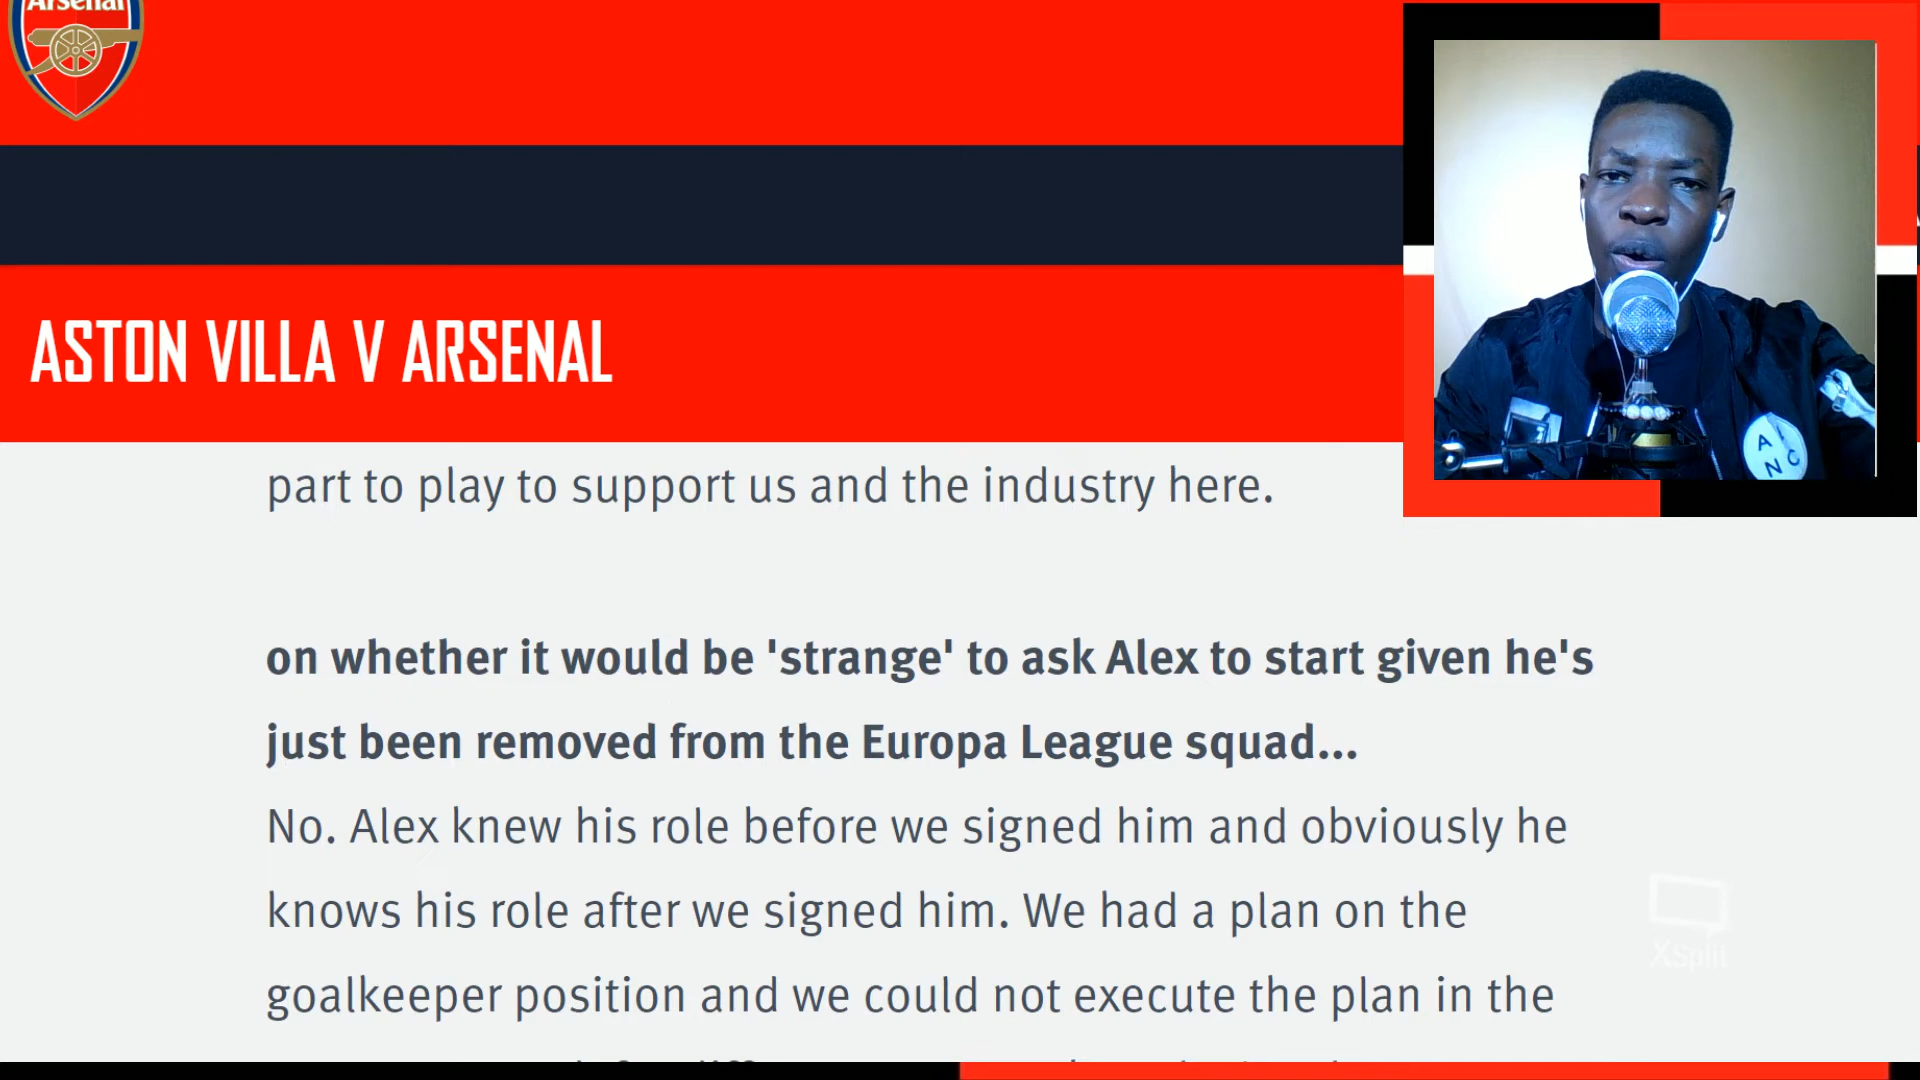 Arsenal
ASTON VILLA V ARSENAL
part to play to support us and the industry here.
on whether it would be 'strange' to ask Alex to start given he's
just been removed from the Europa League squad...
No. Alex knew his role before we signed him and obviously he
knows his role after we signed him. We had a plan on the
goalkeeper position and we could not execute the plan in the
XSplit